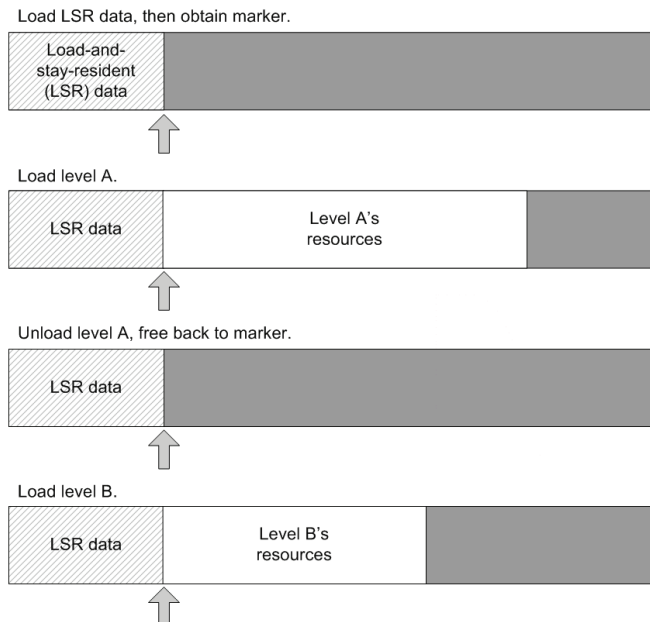 Load LSR data, then obtain marker.
Load-and-
stay-resident
(LSR) data
Load level A.
LSR data
Level A's
resources
Unload level A, free back to marker.
LSR data
Load level B.
LSR data
Level B's
resources